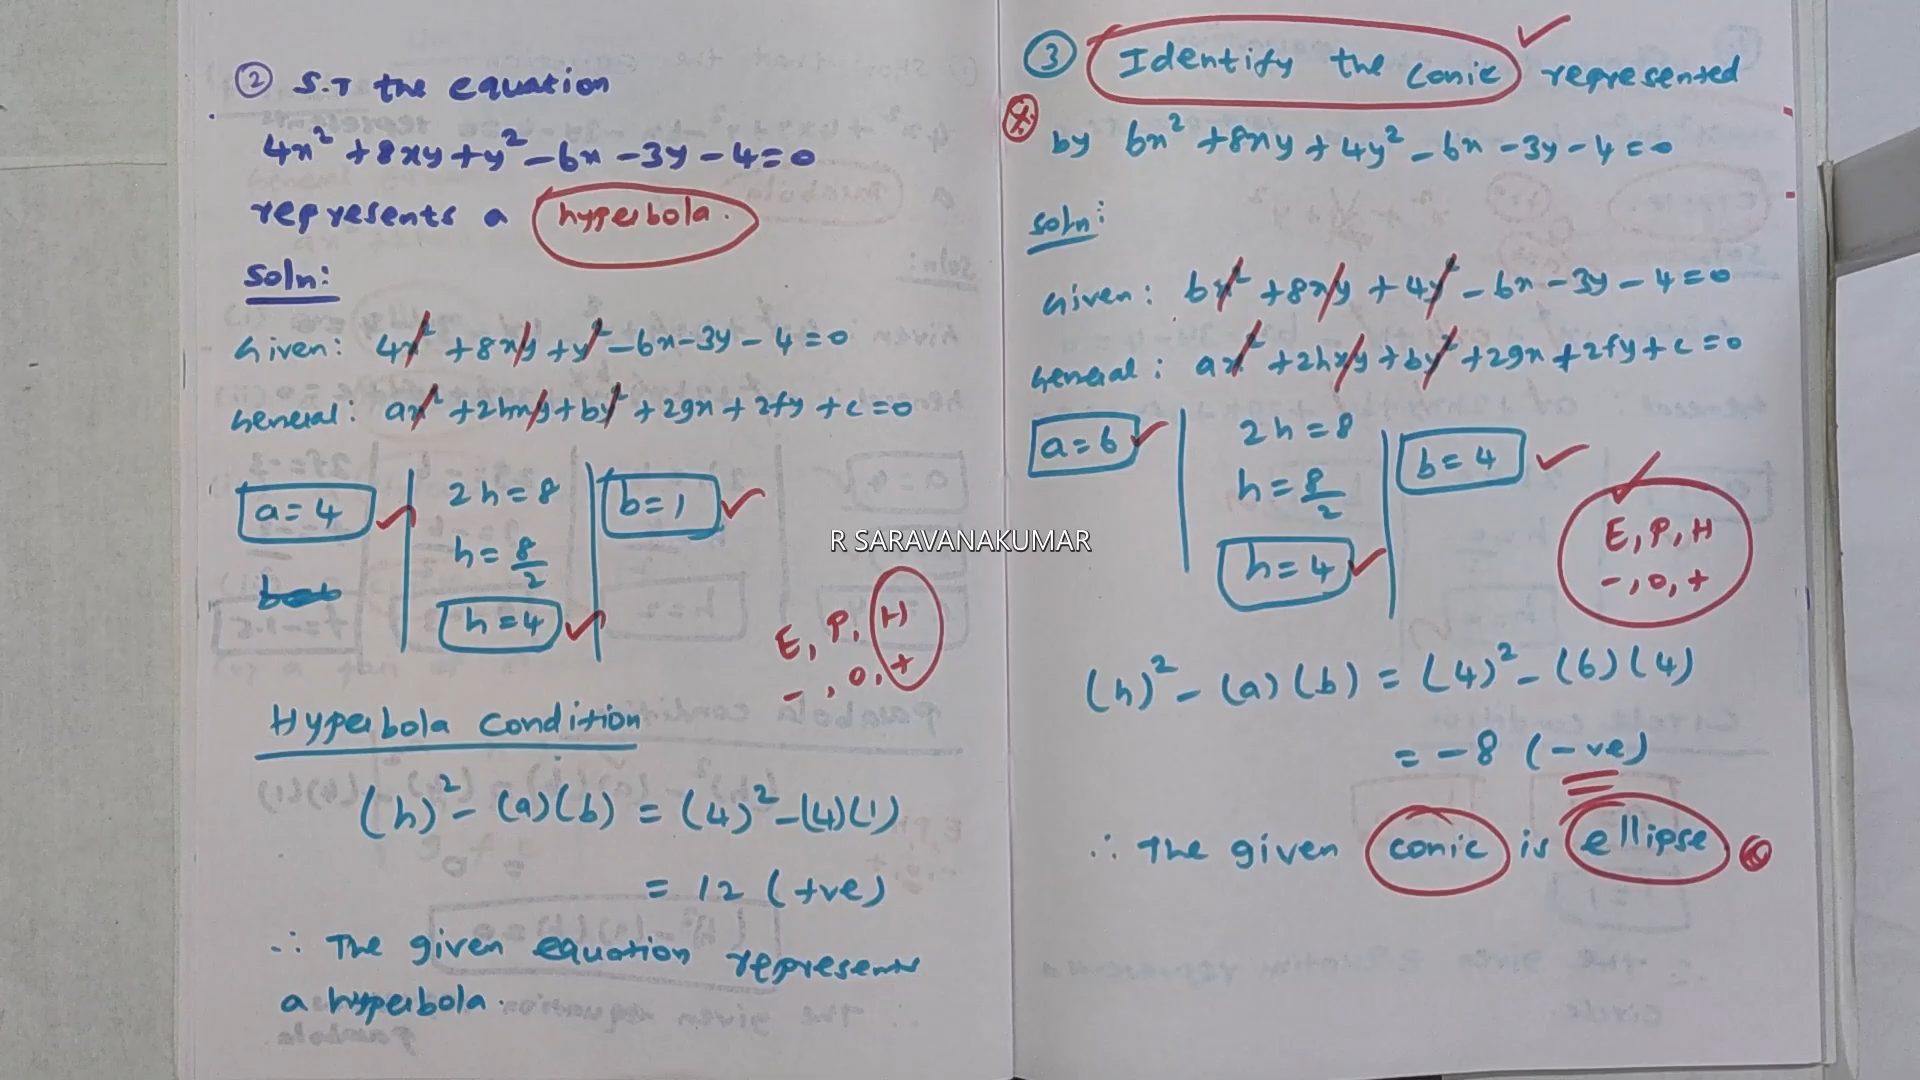 ② S.T the equation
4x² + 8xy + y² - 6x - 3y - 4 = 0
represents a hyperbola.
Soln:
Given: 4x² + 8xy + y² - 6x - 3y - 4 = 0
General: ax² + 2hxy + by² + 2gx + 2fy + c = 0
a = 4
2h = 8
h = 8/2
h = 4
b = 1
E, P, H
-, 0, +
Hyperbola condition
(h)² - (a)(b) = (4)² - (4)(1)
= 12 (+ve)
∴ The given equation represents
a hyperbola.
R SARAVANAKUMAR
③ Identify the conic represented
by 6x² + 8xy + 4y² - 6x - 3y - 4 = 0
Soln:
Given: 6x² + 8xy + 4y² - 6x - 3y - 4 = 0
General: ax² + 2hxy + by² + 2gx + 2fy + c = 0
a = 6
2h = 8
h = 8/2
h = 4
b = 4
E, P, H
-, 0, +
(h)² - (a)(b) = (4)² - (6)(4)
= -8 (-ve)
∴ The given conic is ellipse